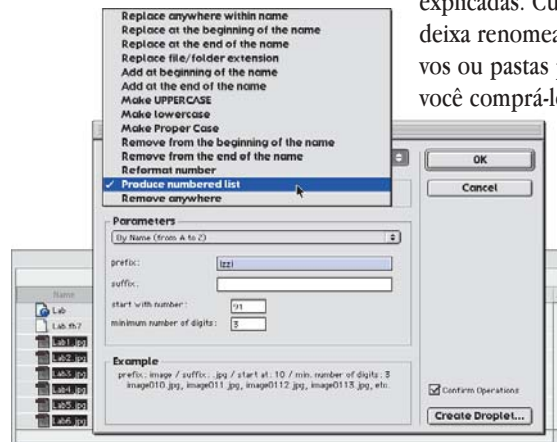 explicadas. Cu
deixa renomea
vos ou pastas
você comprá-l
Replace anywhere within name
Replace at the beginning of the name
Replace at the end of the name
Replace file/folder extension
Add at beginning of the name
Add at the end of the name
Make UPPERCASE
Make lowercase
Make Proper Case
Remove from the beginning of the name
Remove from the end of the name
Reformat number
✓ Produce numbered list
Remove anywhere
OK
Cancel
Parameters
(By Name (from A to Z)
prefix: izzi
suffix:
start with number: 91
minimum number of digits: 3
Example
prefix: image / suffix: .jpg / start at: 10 / min. number of digits: 3
image010.jpg, image011.jpg, image0112.jpg, image0113.jpg, etc.
Confirm Operations
Create Droplet...
Name
Lab
Lab.fh7
Lab1.jpg
Lab2.jpg
Lab3.jpg
Lab4.jpg
Lab5.jpg
Lab6.jpg